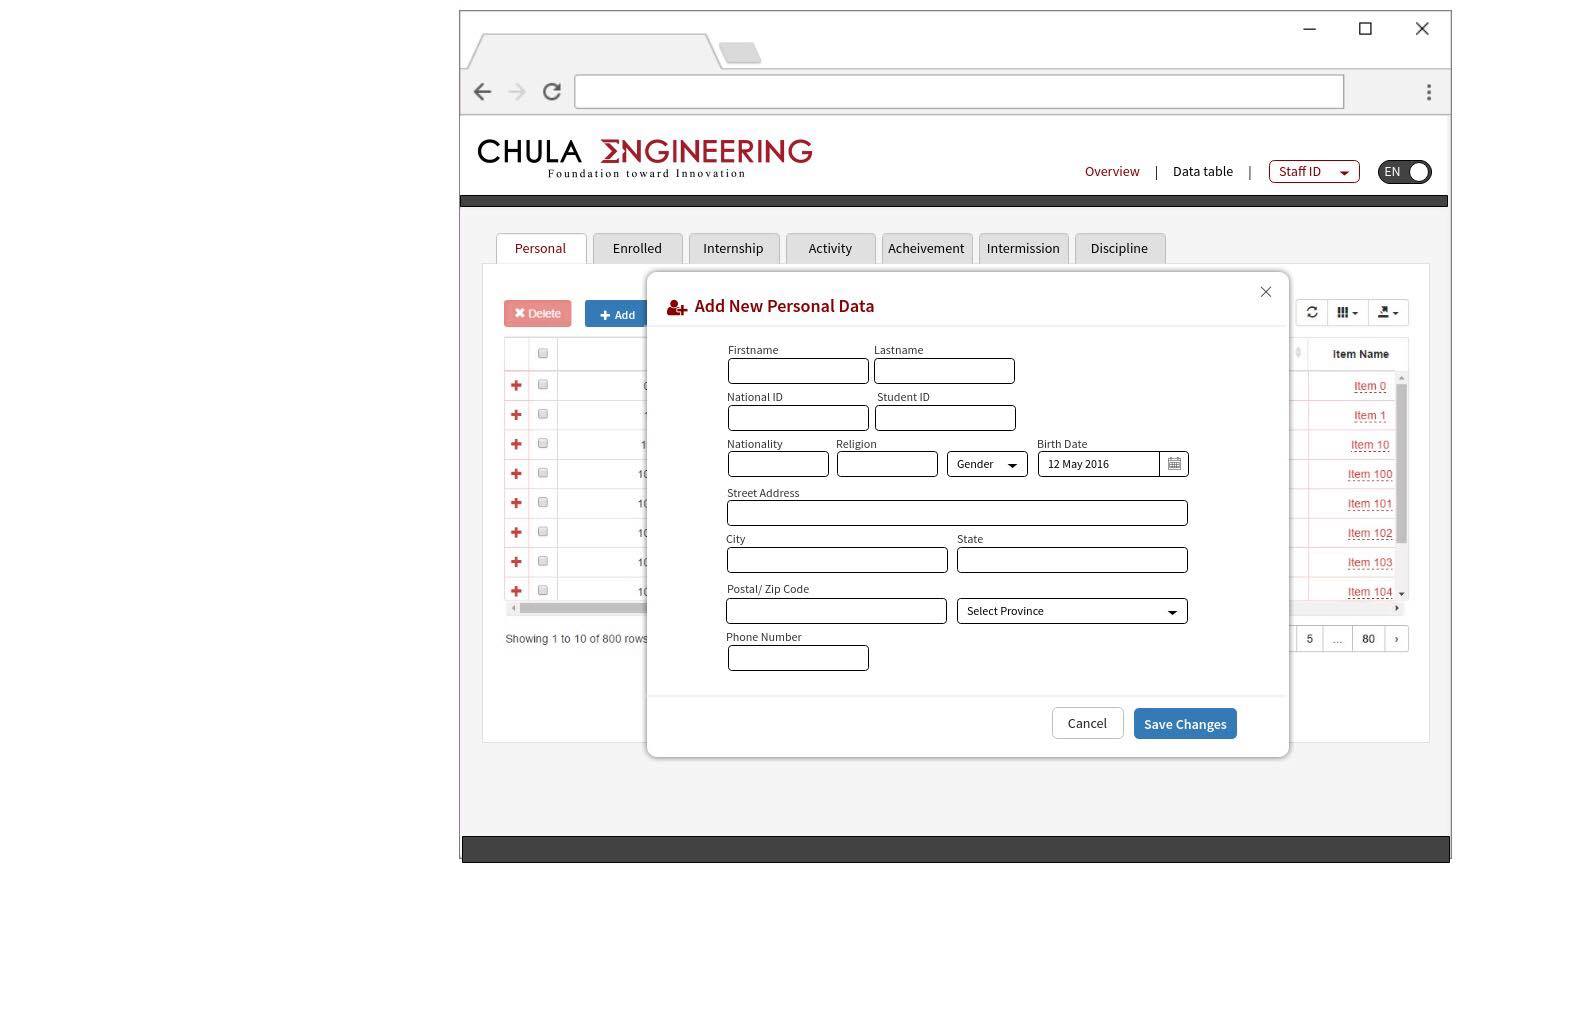 CHULA ΣNGINEERING
Foundation toward Innovation
Overview | Data table | Staff ID EN
Personal Enrolled Internship Activity Acheivement Intermission Discipline
Delete Add
Add New Personal Data
Firstname Lastname
National ID Student ID
Nationality Religion Birth Date
Gender 12 May 2016
Street Address
City State
Postal/ Zip Code
Select Province
Phone Number
Cancel Save Changes
Item Name
Item 0
Item 1
Item 10
Item 100
Item 101
Item 102
Item 103
Item 104
Showing 1 to 10 of 800 rows
5 ... 80 ›